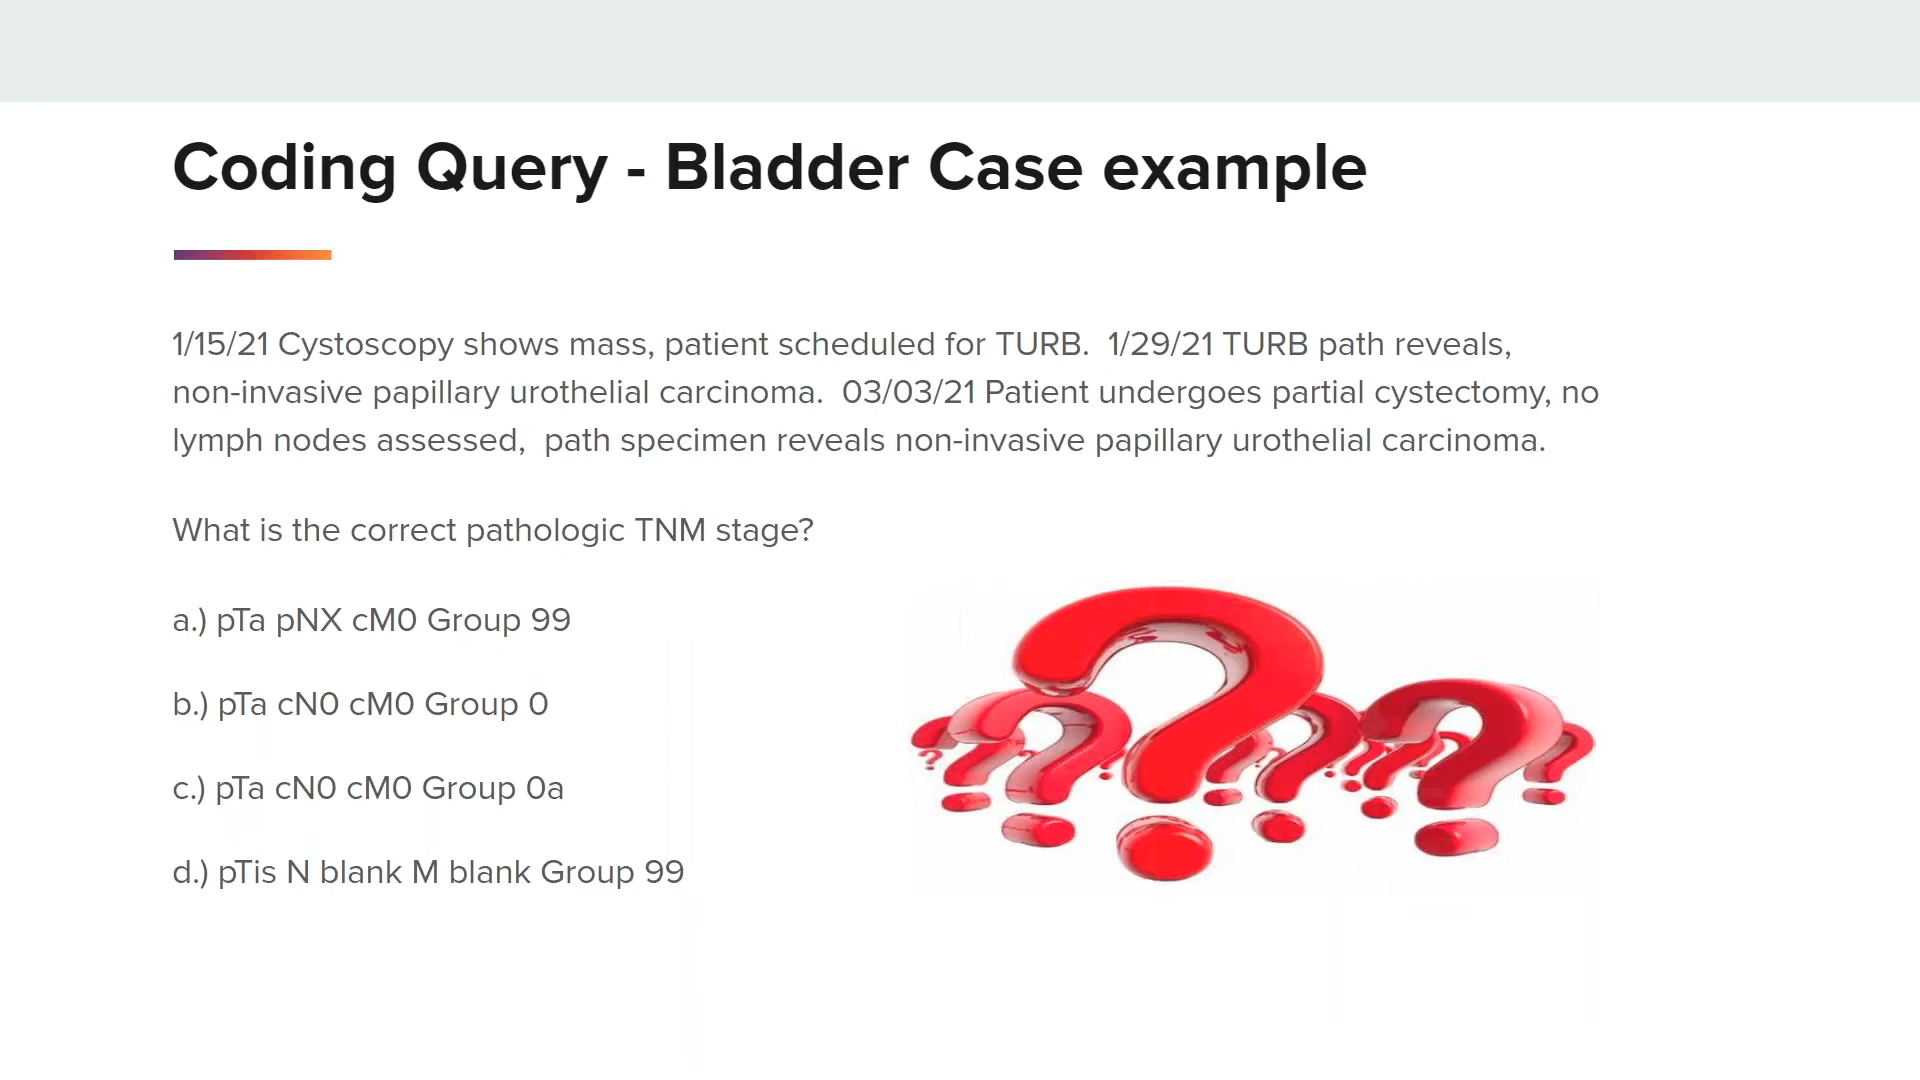 Coding Query - Bladder Case example
1/15/21 Cystoscopy shows mass, patient scheduled for TURB.  1/29/21 TURB path reveals,
non-invasive papillary urothelial carcinoma.  03/03/21 Patient undergoes partial cystectomy, no
lymph nodes assessed,  path specimen reveals non-invasive papillary urothelial carcinoma.
What is the correct pathologic TNM stage?
a.) pTa pNX cM0 Group 99
b.) pTa cN0 cM0 Group 0
c.) pTa cN0 cM0 Group 0a
d.) pTis N blank M blank Group 99